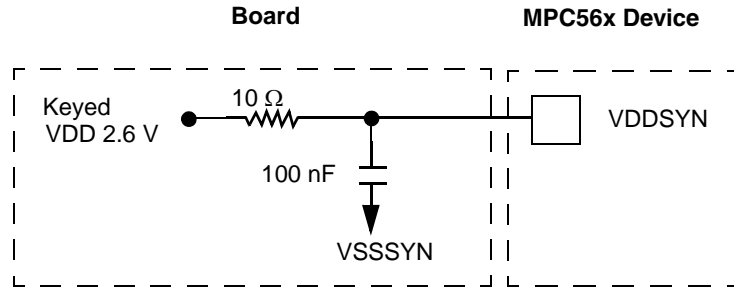 Board
MPC56x Device
Keyed
VDD 2.6 V
10 Ω
VDDSYN
100 nF
VSSSYN